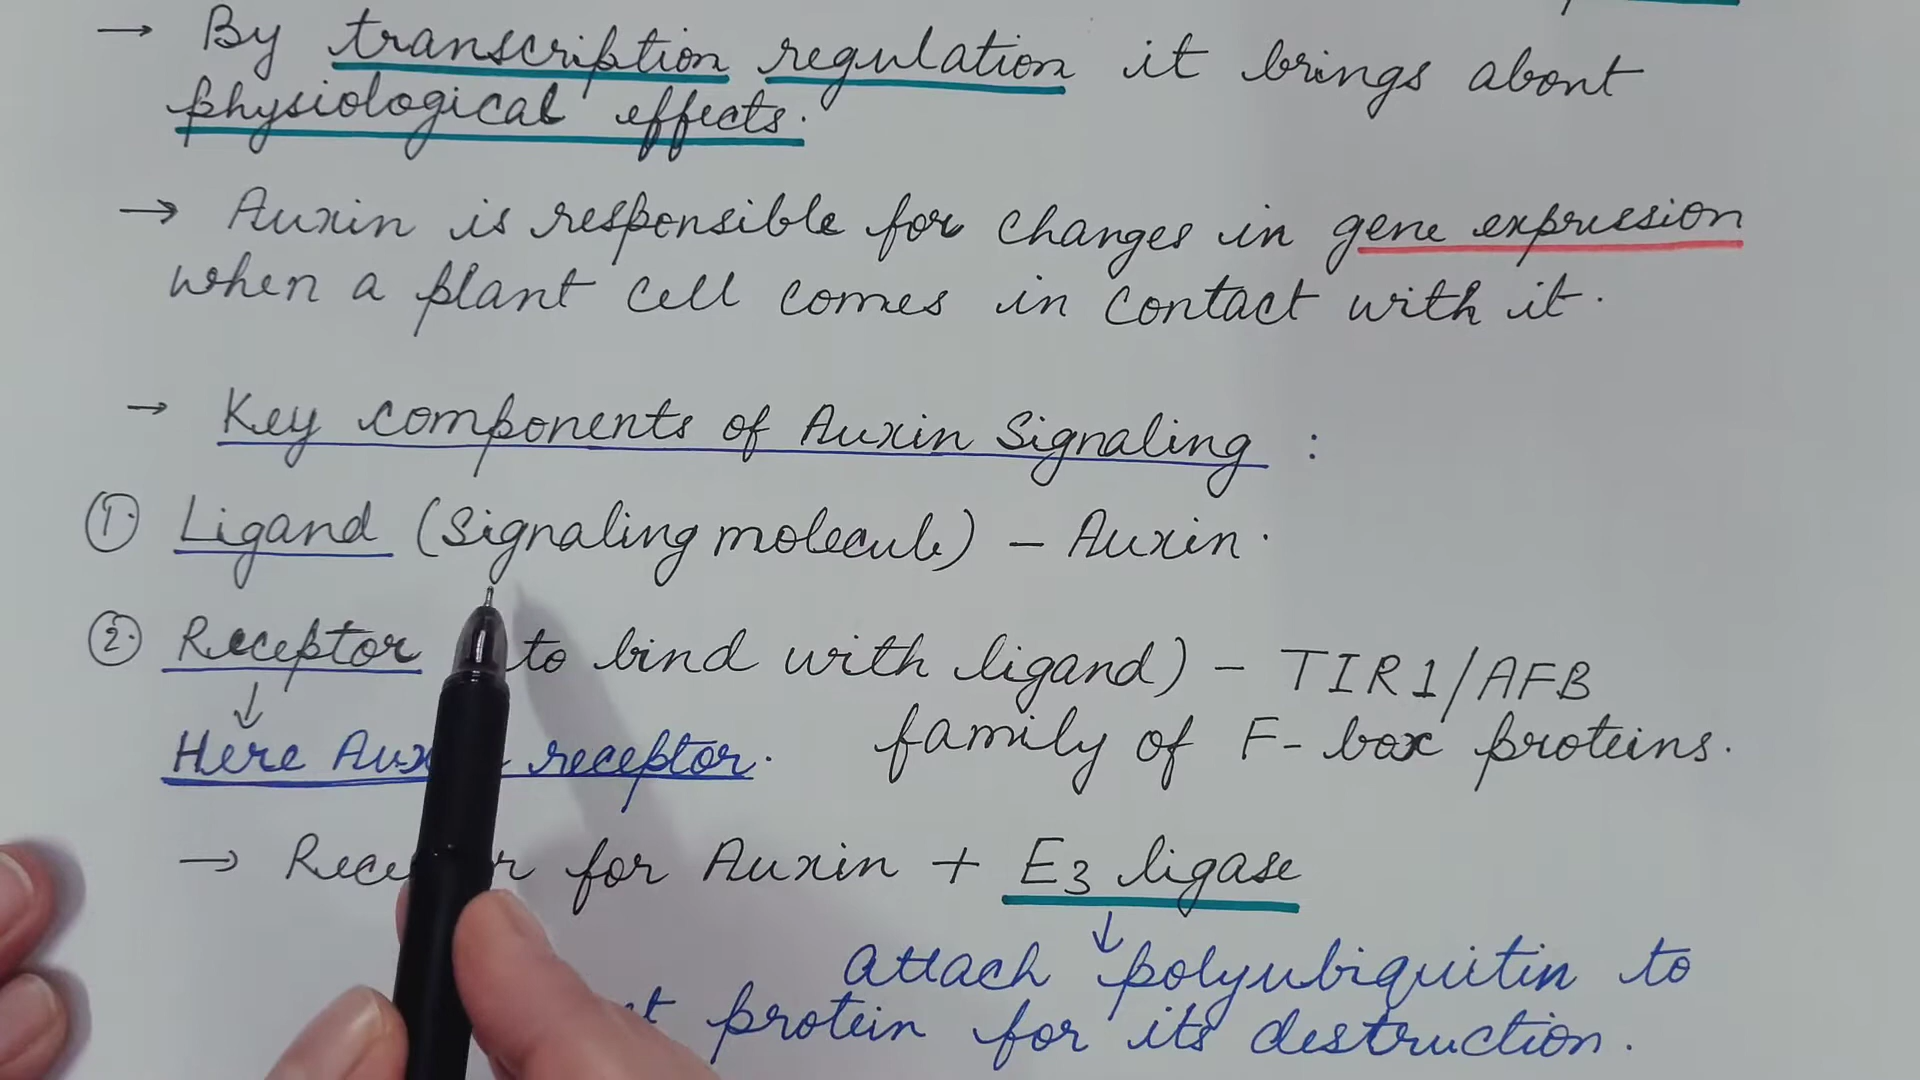 → By transcription regulation it brings about
physiological effects.
→ Auxin is responsible for changes in gene expression
when a plant cell comes in contact with it.
→ Key components of Auxin Signaling :
① Ligand (Signaling molecule) – Auxin.
② Receptor to bind with ligand) – TIR1/AFB
↓
Here receptor. family of F-box proteins.
→ for Auxin + E3 ligase
↓
attach polyubiquitin to
protein for its destruction.